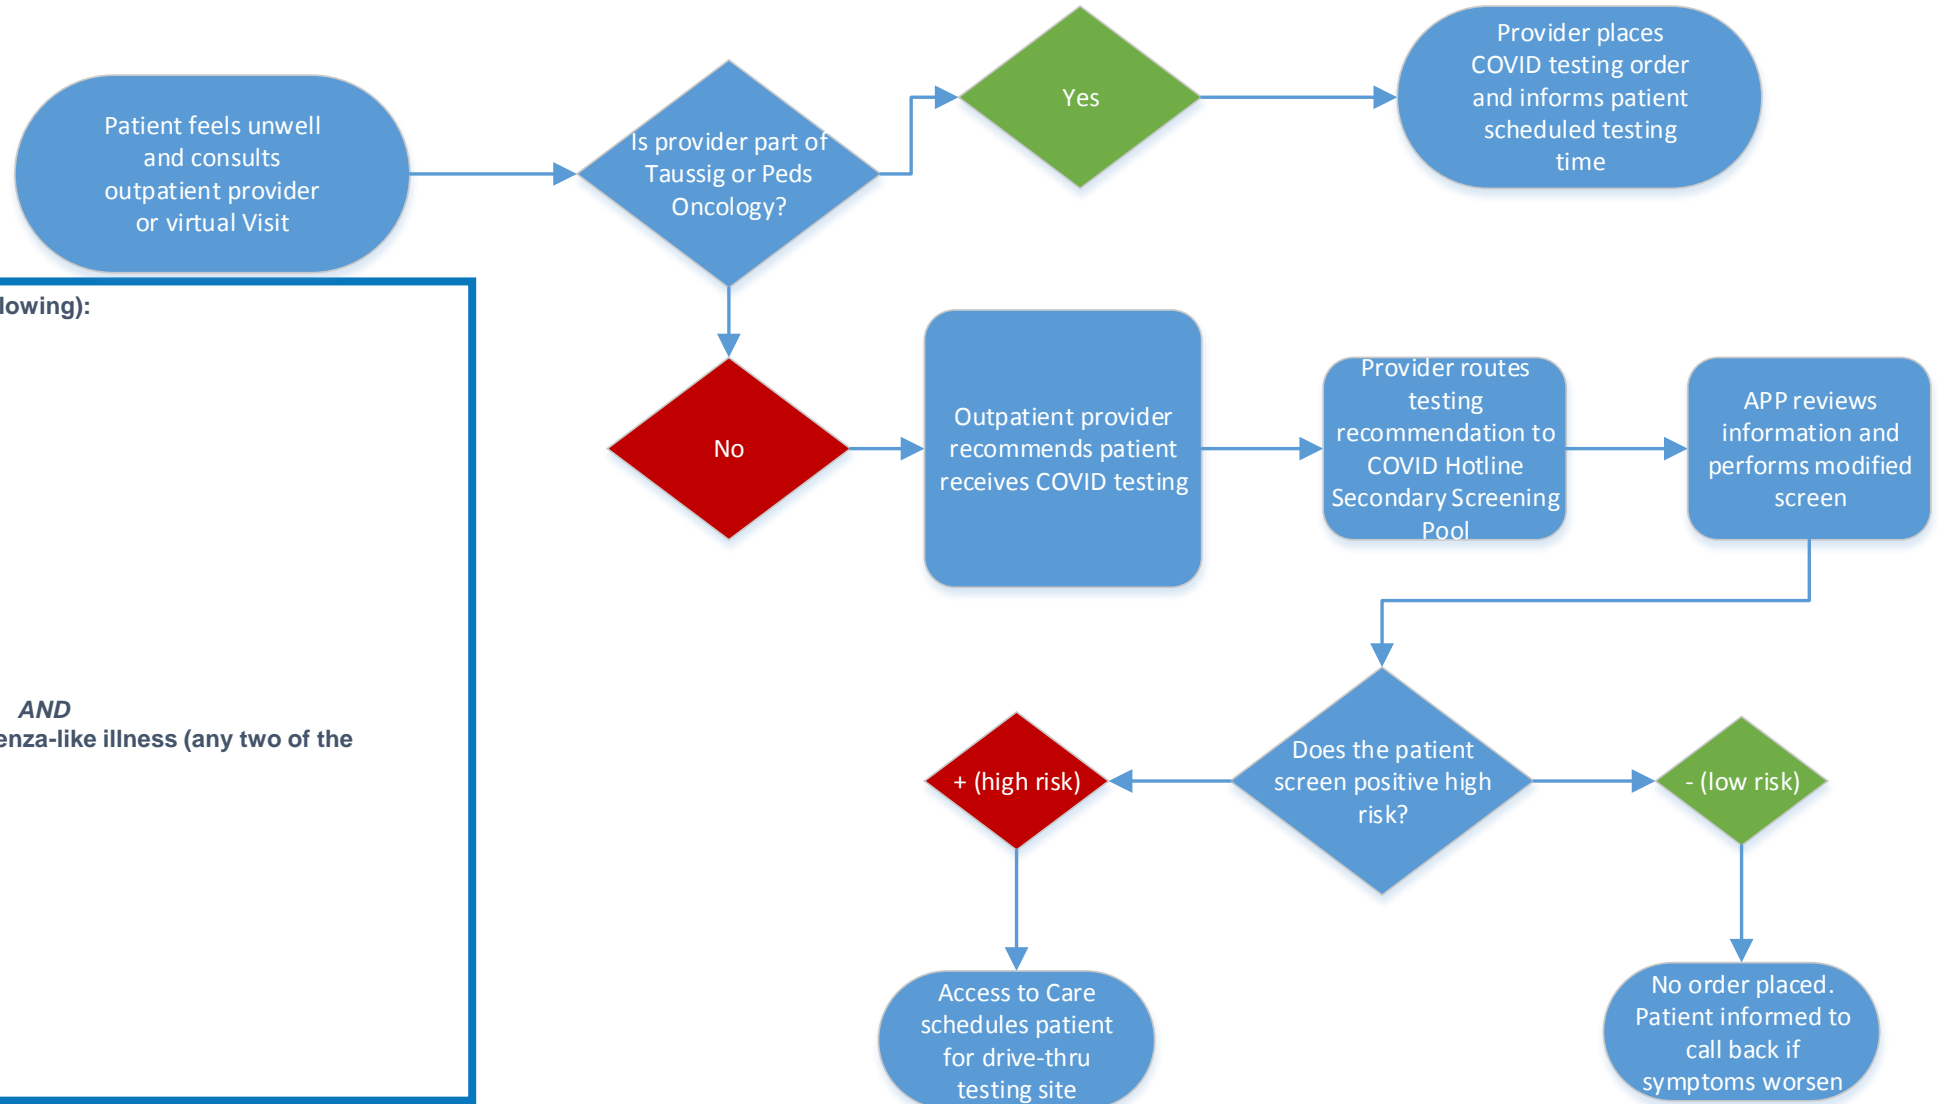 Patient feels unwell
and consults
outpatient provider
or virtual Visit
Is provider part of
Taussig or Peds
Oncology?
Yes
Provider places
COVID testing order
and informs patient
scheduled testing
time
lowing):
AND
enza-like illness (any two of the
No
Outpatient provider
recommends patient
receives COVID testing
Provider routes
testing
recommendation to
COVID Hotline
Secondary Screening
Pool
APP reviews
information and
performs modified
screen
Does the patient
screen positive high
risk?
+ (high risk)
- (low risk)
Access to Care
schedules patient
for drive-thru
testing site
No order placed.
Patient informed to
call back if
symptoms worsen